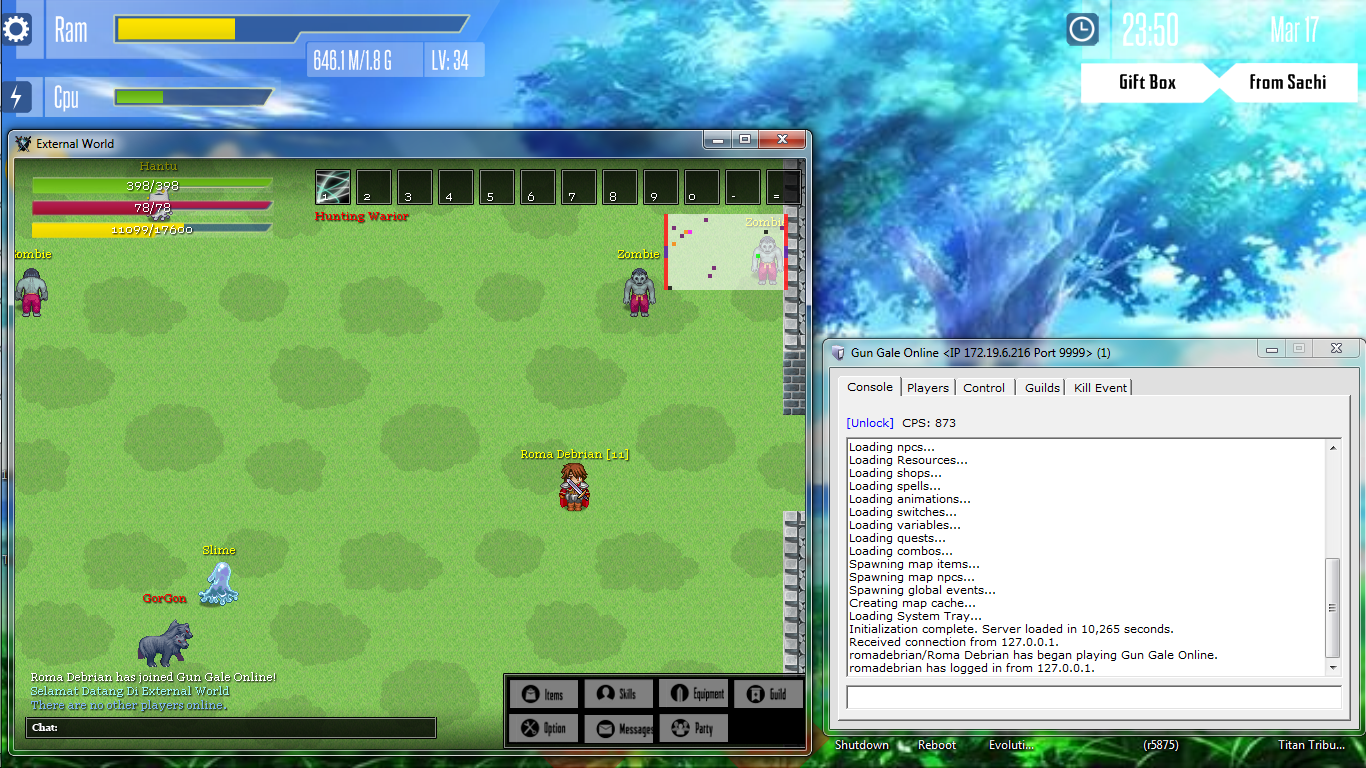 Ram
646.1 M/1.8 G
LV: 34
Cpu
23:50
Mar 17
Gift Box
From Sachi
External World
Hantu
398/398
78/78
11099/17600
1 2 3 4 5 6 7 8 9 0 - =
Hunting Warior
Zombie
Zombie
Zombie
Roma Debrian [11]
Slime
GorGon
Roma Debrian has joined Gun Gale Online!
Selamat Datang Di External World
There are no other players online.
Chat:
Items
Skills
Equipment
Guild
Option
Messages
Party
Gun Gale Online <IP 172.19.6.216 Port 9999> (1)
Console
Players
Control
Guilds
Kill Event
[Unlock] CPS: 873
Loading npcs...
Loading Resources...
Loading shops...
Loading spells...
Loading animations...
Loading switches...
Loading variables...
Loading quests...
Loading combos...
Spawning map items...
Spawning map npcs...
Spawning global events...
Creating map cache...
Loading System Tray...
Initialization complete. Server loaded in 10,265 seconds.
Received connection from 127.0.0.1.
romadebrian/Roma Debrian has began playing Gun Gale Online.
romadebrian has logged in from 127.0.0.1.
Shutdown
Reboot
Evoluti...
(r5875)
Titan Tribu...